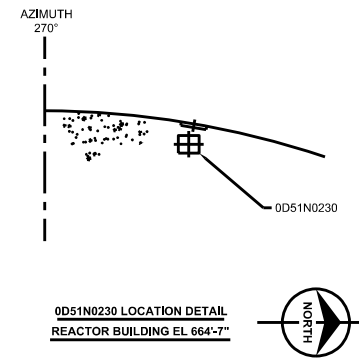 AZIMUTH
270°
0D51N0230
0D51N0230 LOCATION DETAIL
REACTOR BUILDING EL 664'-7"
NORTH